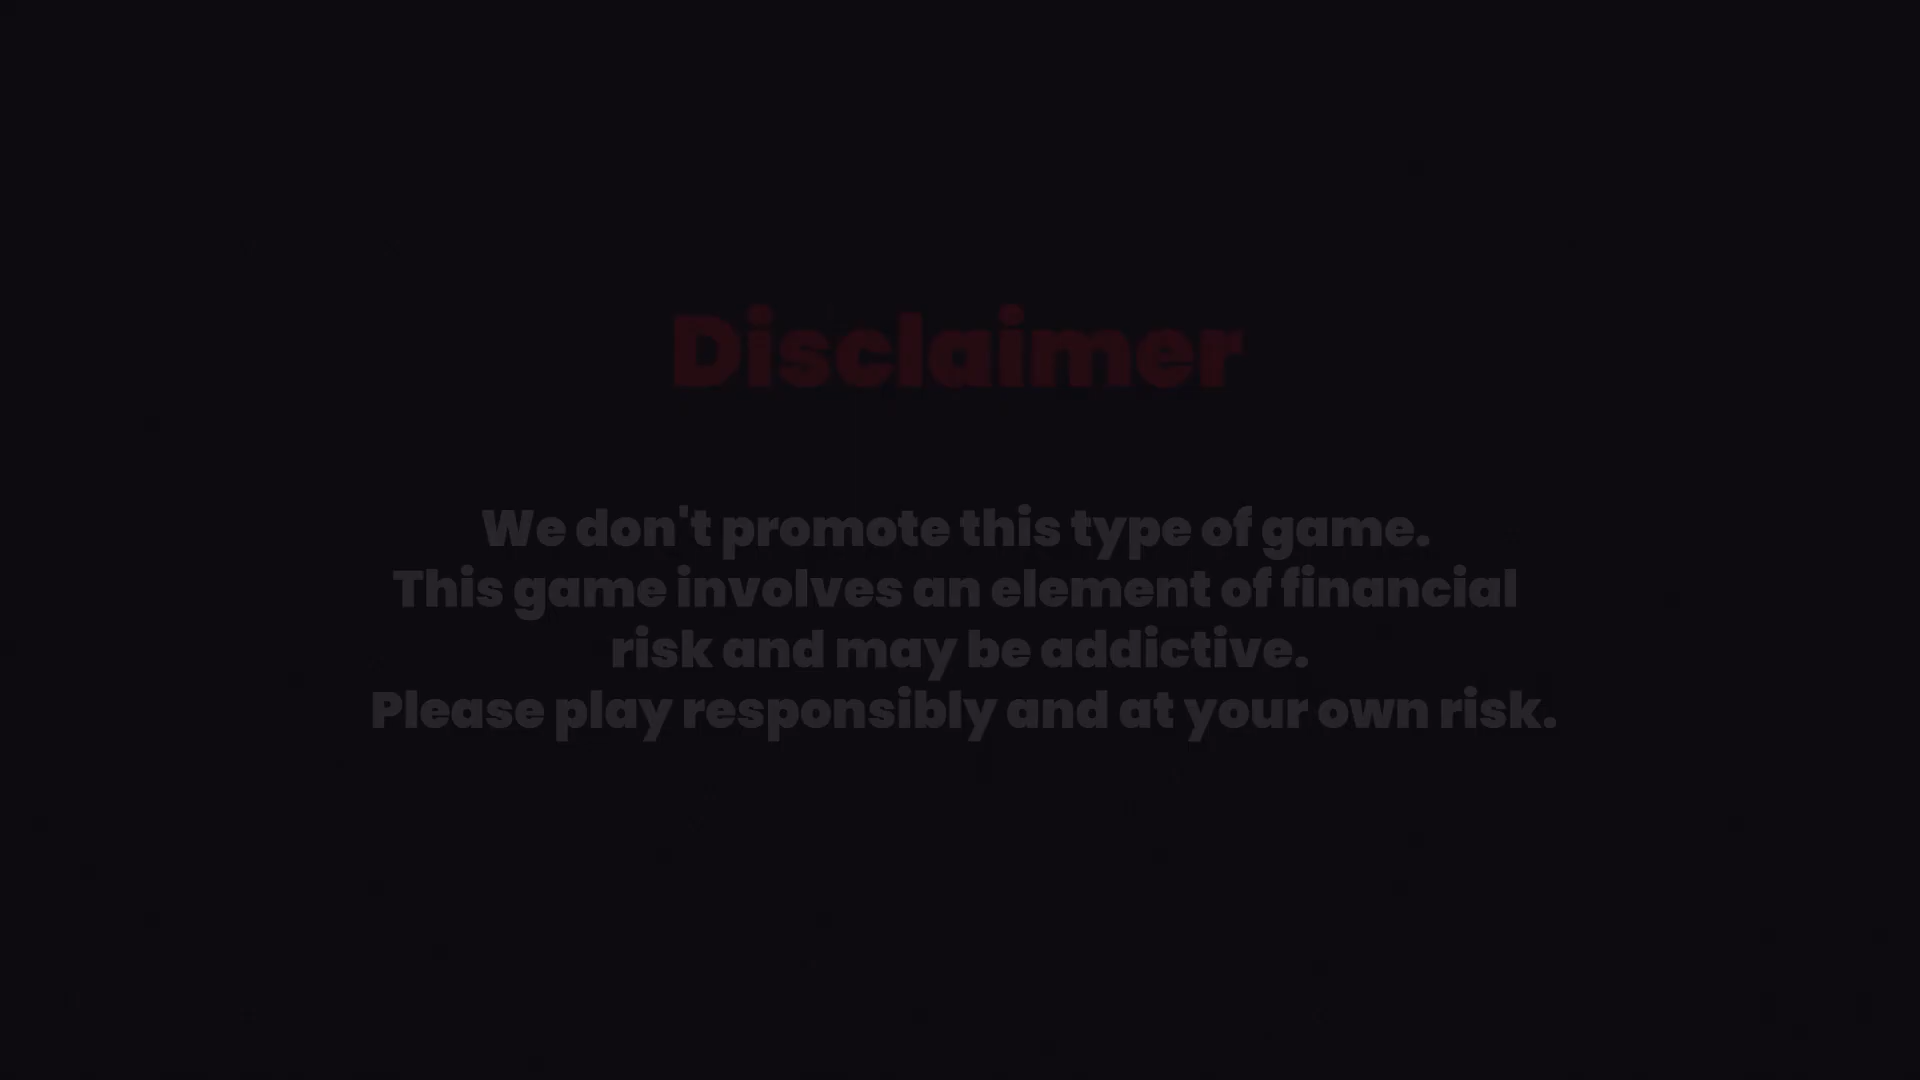 Disclaimer
We don't promote this type of game.
This game involves an element of financial
risk and may be addictive.
Please play responsibly and at your own risk.